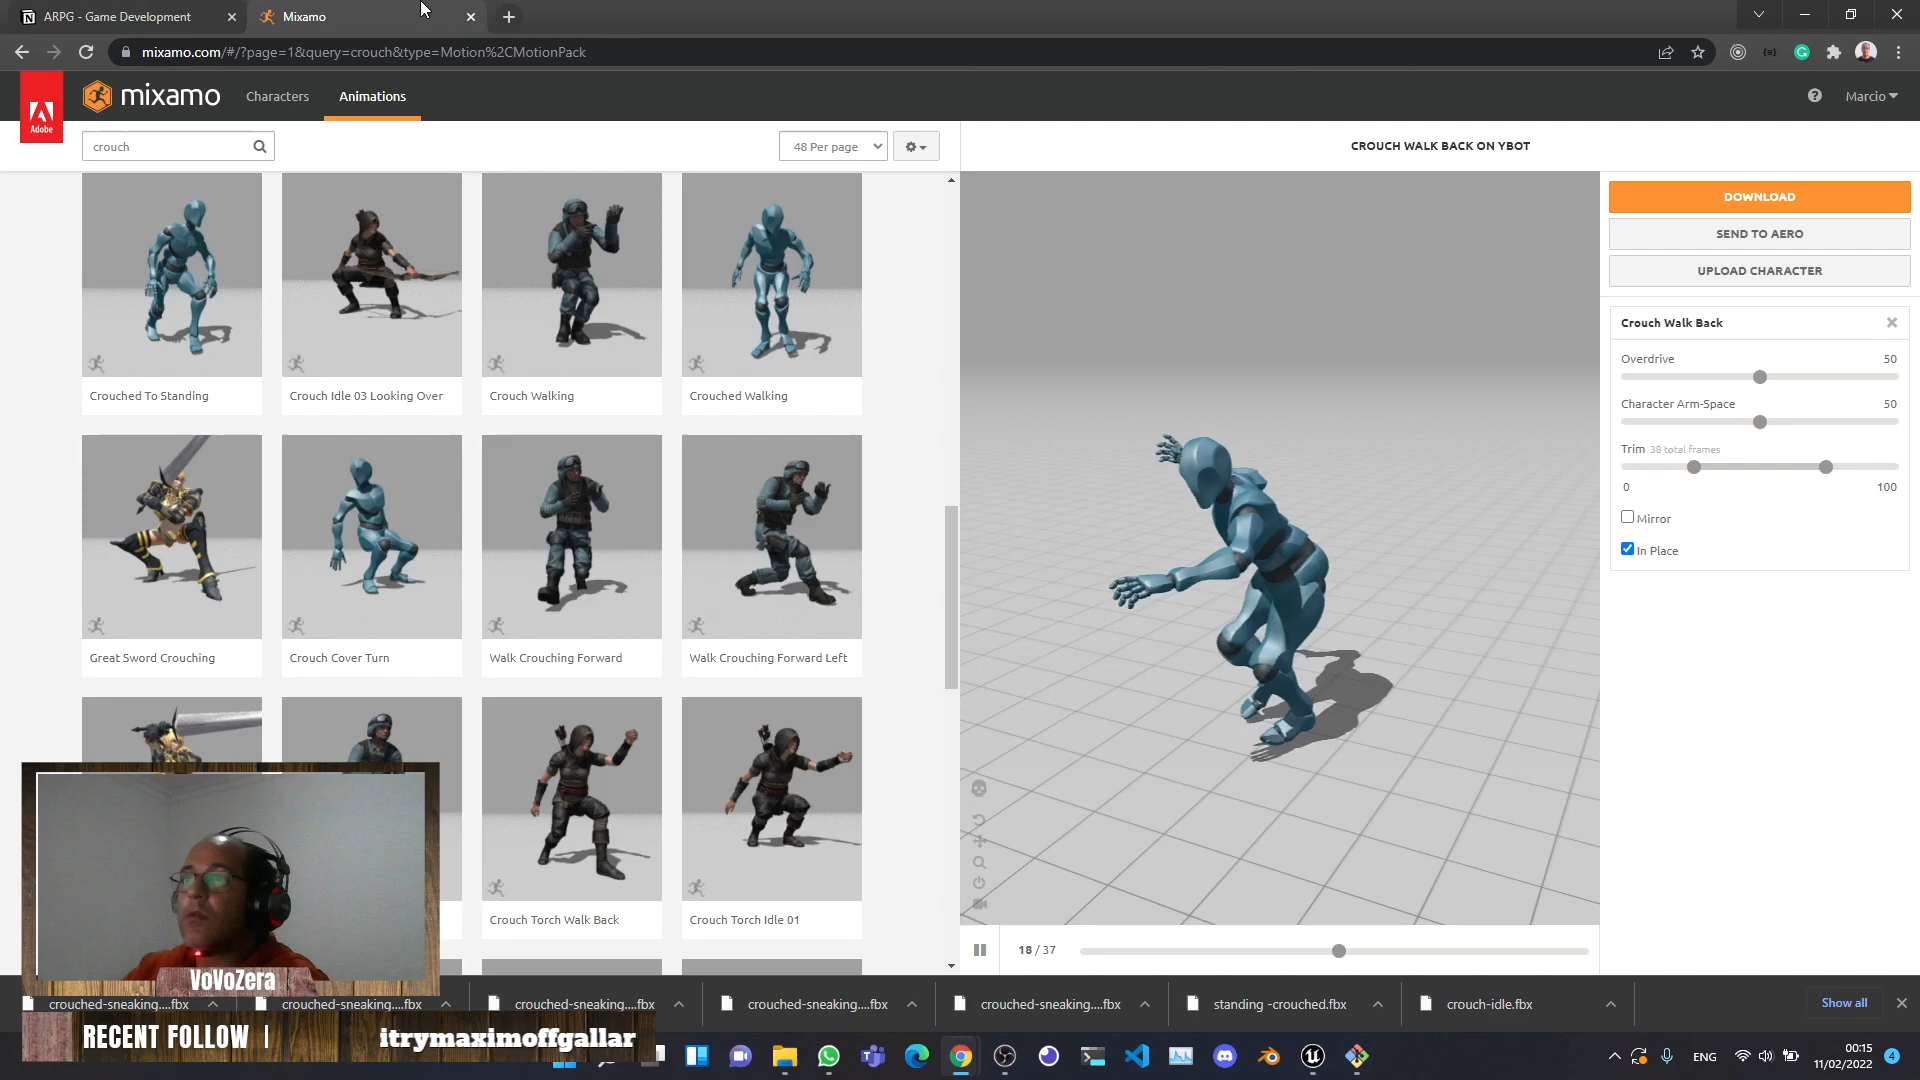 ARPG - Game Development
Mixamo
mixamo.com/#/?page=1&query=crouch&type=Motion%2CMotionPack
Adobe
mixamo
Characters
Animations
Marcio
crouch
48 Per page
CROUCH WALK BACK ON YBOT
DOWNLOAD
SEND TO AERO
UPLOAD CHARACTER
Crouch Walk Back
Overdrive 50
Character Arm-Space 50
Trim 38 total frames
0 100
Mirror
In Place
Crouched To Standing
Crouch Idle 03 Looking Over
Crouch Walking
Crouched Walking
Great Sword Crouching
Crouch Cover Turn
Walk Crouching Forward
Walk Crouching Forward Left
Crouch Torch Walk Back
Crouch Torch Idle 01
18 / 37
VoVoZera
crouched-sneaking....fbx
crouched-sneaking....fbx
crouched-sneaking....fbx
crouched-sneaking....fbx
crouched-sneaking....fbx
standing -crouched.fbx
crouch-idle.fbx
Show all
RECENT FOLLOW |
itrymaximoffgallar
ENG
00:15
11/02/2022
4